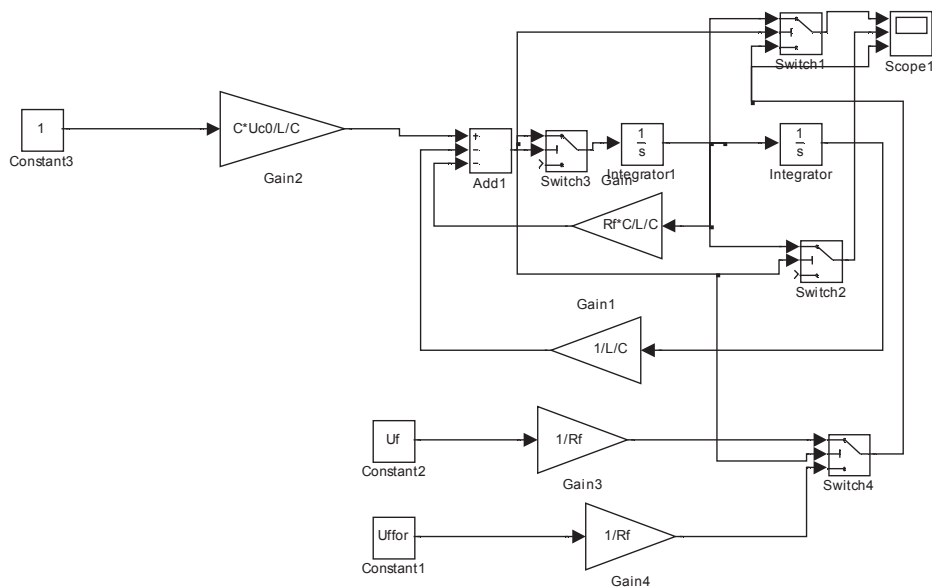 Switch1
Scope1
1
Constant3
C*Uc0/L/C
Gain2
+
-
-
Add1
Switch3
1
s
Integrator1
Gain
1
s
Integrator
Rf*C/L/C
Switch2
Gain1
1/L/C
Uf
Constant2
1/Rf
Gain3
Switch4
Uffor
Constant1
1/Rf
Gain4